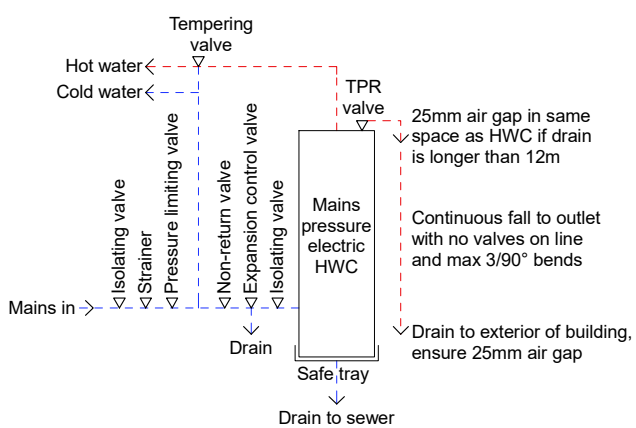 Tempering
valve
Hot water
Cold water
TPR
valve
25mm air gap in same
space as HWC if drain
is longer than 12m
Isolating valve
Strainer
Pressure limiting valve
Non-return valve
Expansion control valve
Isolating valve
Mains
pressure
electric
HWC
Continuous fall to outlet
with no valves on line
and max 3/90° bends
Mains in
Drain
Drain to exterior of building,
ensure 25mm air gap
Safe tray
Drain to sewer